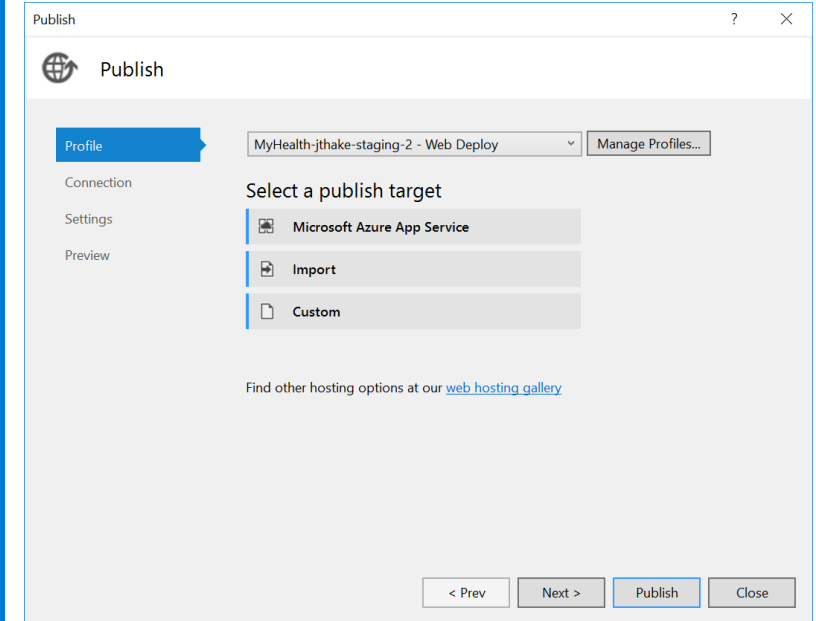 Publish
?
Publish
Profile
Connection
Settings
Preview
MyHealth-jthake-staging-2 - Web Deploy
Manage Profiles...
Select a publish target
Microsoft Azure App Service
Import
Custom
Find other hosting options at our web hosting gallery
< Prev
Next >
Publish
Close